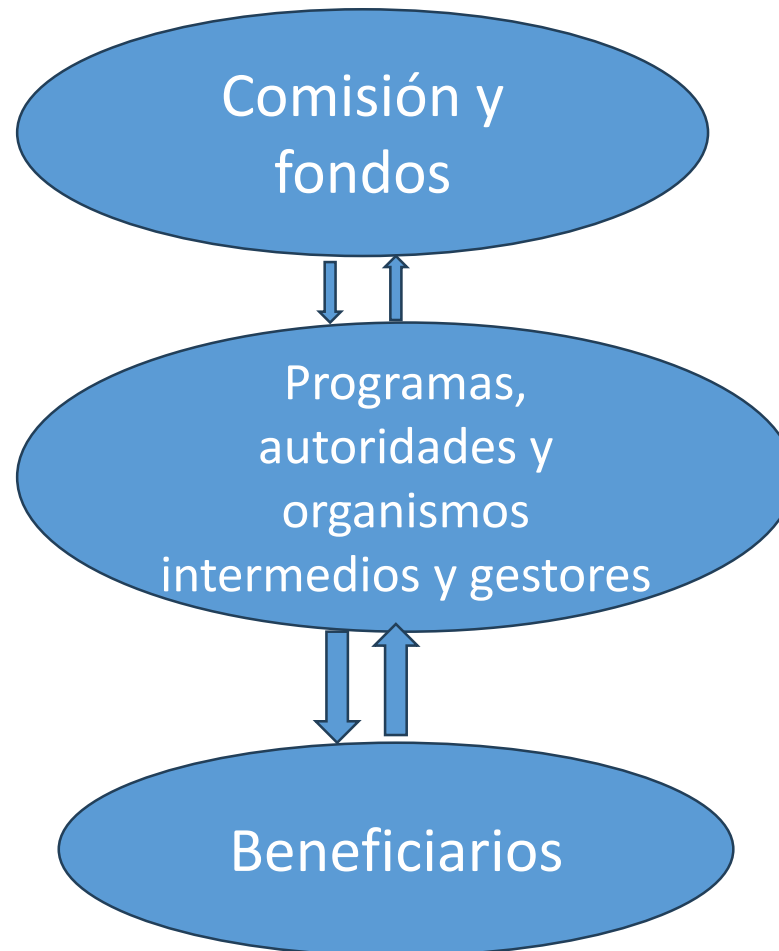 Comisión y
fondos
Programas,
autoridades y
organismos
intermedios y gestores
Beneficiarios